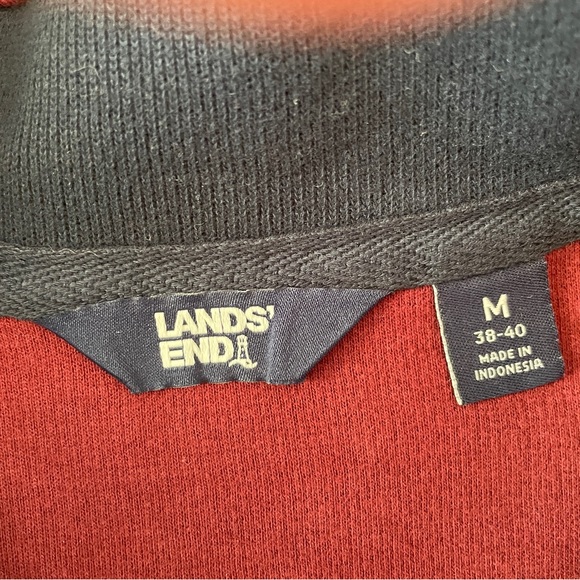 LANDS'
END
M
38-40
MADE IN
INDONESIA